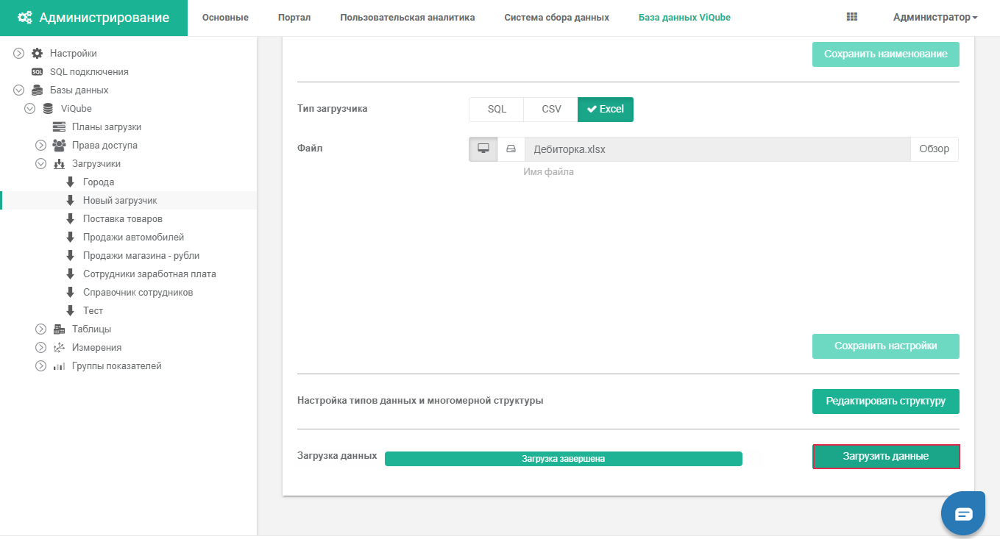 Администрирование
Основные
Портал
Пользовательская аналитика
Система сбора данных
База данных ViQube
Администратор
Настройки
SQL
SQL подключения
Базы данных
ViQube
Планы загрузки
Права доступа
Загрузчики
Города
Новый загрузчик
Поставка товаров
Продажи автомобилей
Продажи магазина - рубли
Сотрудники заработная плата
Справочник сотрудников
Тест
Таблицы
Измерения
Группы показателей
Сохранить наименование
Тип загрузчика
SQL
CSV
Excel
Файл
Дебиторка.xlsx
Обзор
Имя файла
Сохранить настройки
Настройка типов данных и многомерной структуры
Редактировать структуру
Загрузка данных
Загрузка завершена
Загрузить данные